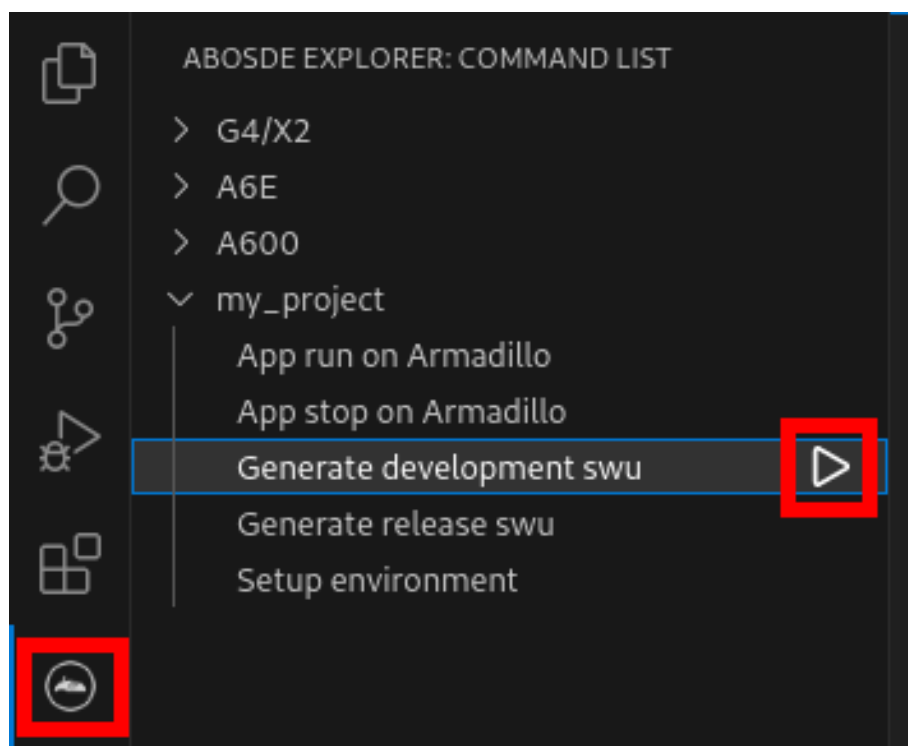 ABOSDE EXPLORER: COMMAND LIST
G4/X2
A6E
A600
my_project
App run on Armadillo
App stop on Armadillo
Generate development swu
Generate release swu
Setup environment